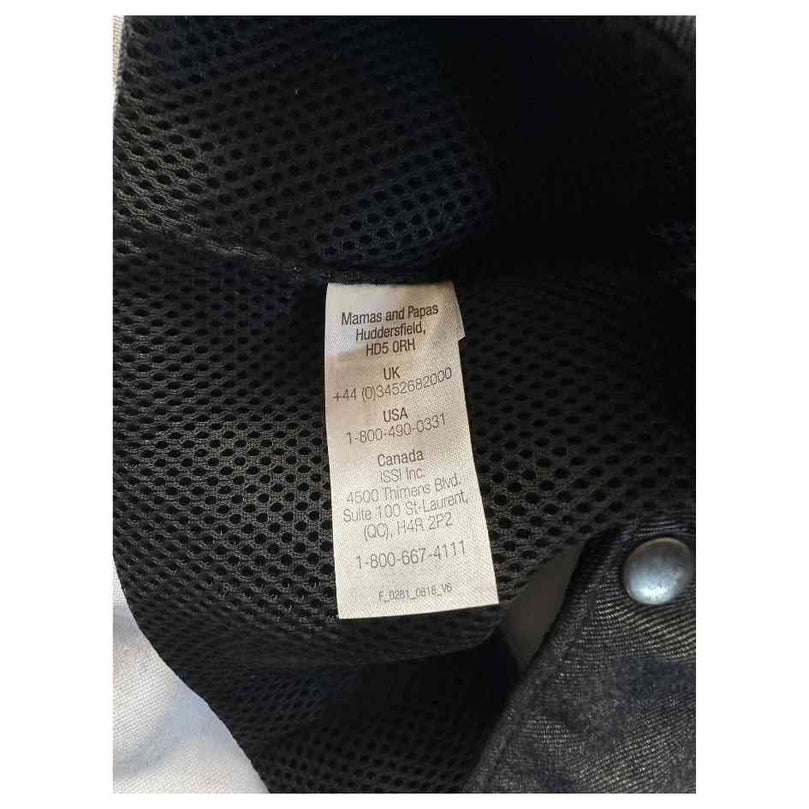 Mamas and Papas
Huddersfield,
HD5 0RH
UK
+44 (0)3452682000
USA
1-800-490-0331
Canada
ISSI Inc.
4500 Thimans Blvd,
Suite 100 St-Laurent,
(QC), H4R 2P2
1-800-667-4111
F_0281_0818_V6